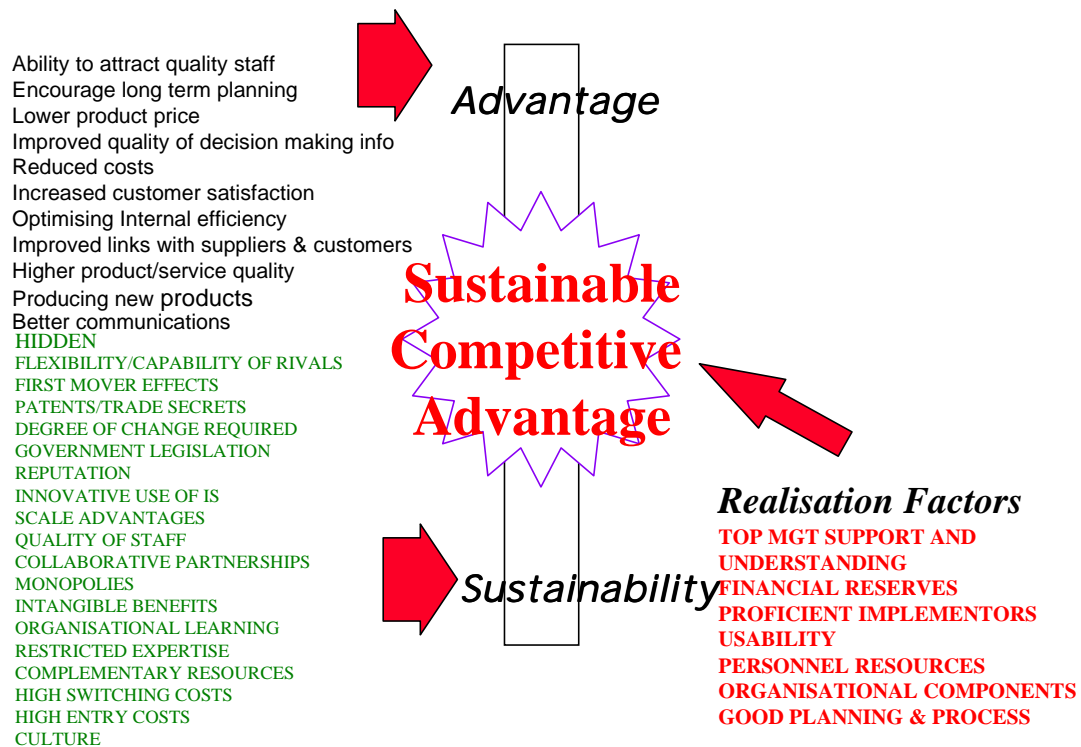 Ability to attract quality staff
Encourage long term planning
Lower product price
Improved quality of decision making info
Reduced costs
Increased customer satisfaction
Optimising Internal efficiency
Improved links with suppliers & customers
Higher product/service quality
Producing new products
Better communications
HIDDEN
FLEXIBILITY/CAPABILITY OF RIVALS
FIRST MOVER EFFECTS
PATENTS/TRADE SECRETS
DEGREE OF CHANGE REQUIRED
GOVERNMENT LEGISLATION
REPUTATION
INNOVATIVE USE OF IS
SCALE ADVANTAGES
QUALITY OF STAFF
COLLABORATIVE PARTNERSHIPS
MONOPOLIES
INTANGIBLE BENEFITS
ORGANISATIONAL LEARNING
RESTRICTED EXPERTISE
COMPLEMENTARY RESOURCES
HIGH SWITCHING COSTS
HIGH ENTRY COSTS
CULTURE
Advantage
Sustainable
Competitive
Advantage
Sustainability
Realisation Factors
TOP MGT SUPPORT AND
UNDERSTANDING
FINANCIAL RESERVES
PROFICIENT IMPLEMENTORS
USABILITY
PERSONNEL RESOURCES
ORGANISATIONAL COMPONENTS
GOOD PLANNING & PROCESS